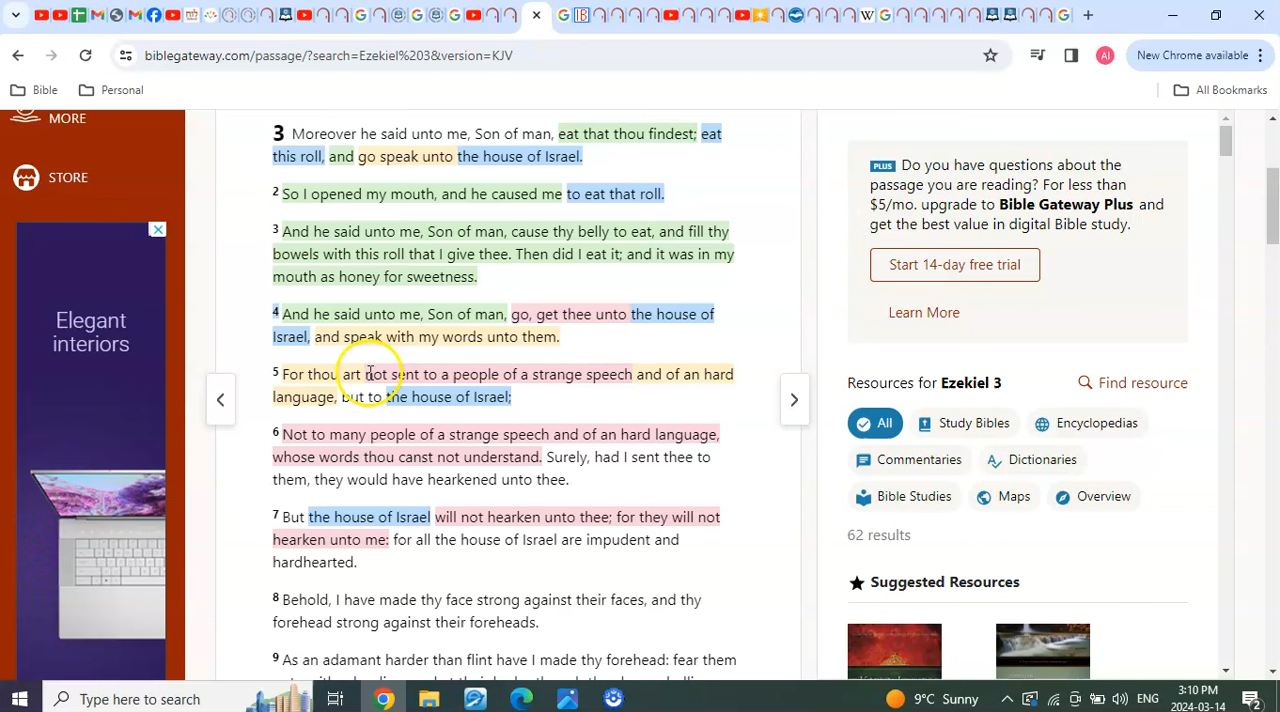 New Chrome available
biblegateway.com/passage/?search=Ezekiel%203&version=KJV
AI
Bible
Personal
All Bookmarks
MORE
STORE
Elegant
interiors
3 Moreover he said unto me, Son of man, eat that thou findest; eat
this roll, and go speak unto the house of Israel.
2 So I opened my mouth, and he caused me to eat that roll.
3 And he said unto me, Son of man, cause thy belly to eat, and fill thy
bowels with this roll that I give thee. Then did I eat it; and it was in my
mouth as honey for sweetness.
4 And he said unto me, Son of man, go, get thee unto the house of
Israel, and speak with my words unto them.
5 For thou art not sent to a people of a strange speech and of an hard
language, but to the house of Israel;
6 Not to many people of a strange speech and of an hard language,
whose words thou canst not understand. Surely, had I sent thee to
them, they would have hearkened unto thee.
7 But the house of Israel will not hearken unto thee; for they will not
hearken unto me: for all the house of Israel are impudent and
hardhearted.
8 Behold, I have made thy face strong against their faces, and thy
forehead strong against their foreheads.
9 As an adamant harder than flint have I made thy forehead: fear them
PLUS Do you have questions about the
passage you are reading? For less than
$5/mo. upgrade to Bible Gateway Plus and
get the best value in digital Bible study.
Start 14-day free trial
Learn More
Resources for Ezekiel 3
Find resource
All
Study Bibles
Encyclopedias
Commentaries
Dictionaries
Bible Studies
Maps
Overview
62 results
Suggested Resources
Type here to search
9°C Sunny
ENG
3:10 PM
2024-03-14
2